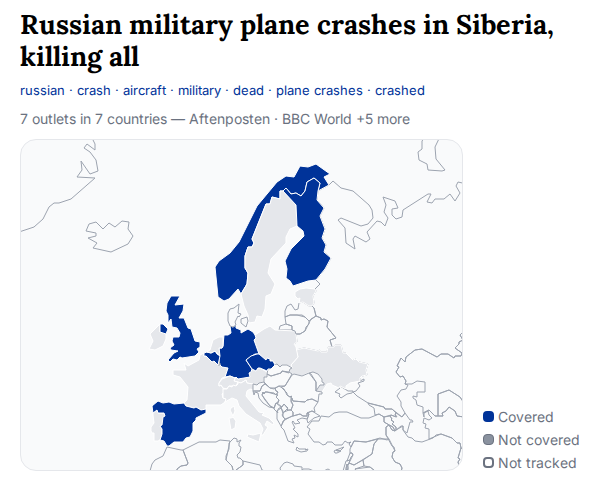 Russian military plane crashes in Siberia,
killing all
russian · crash · aircraft · military · dead · plane crashes · crashed
7 outlets in 7 countries — Aftenposten · BBC World +5 more
Covered
Not covered
Not tracked